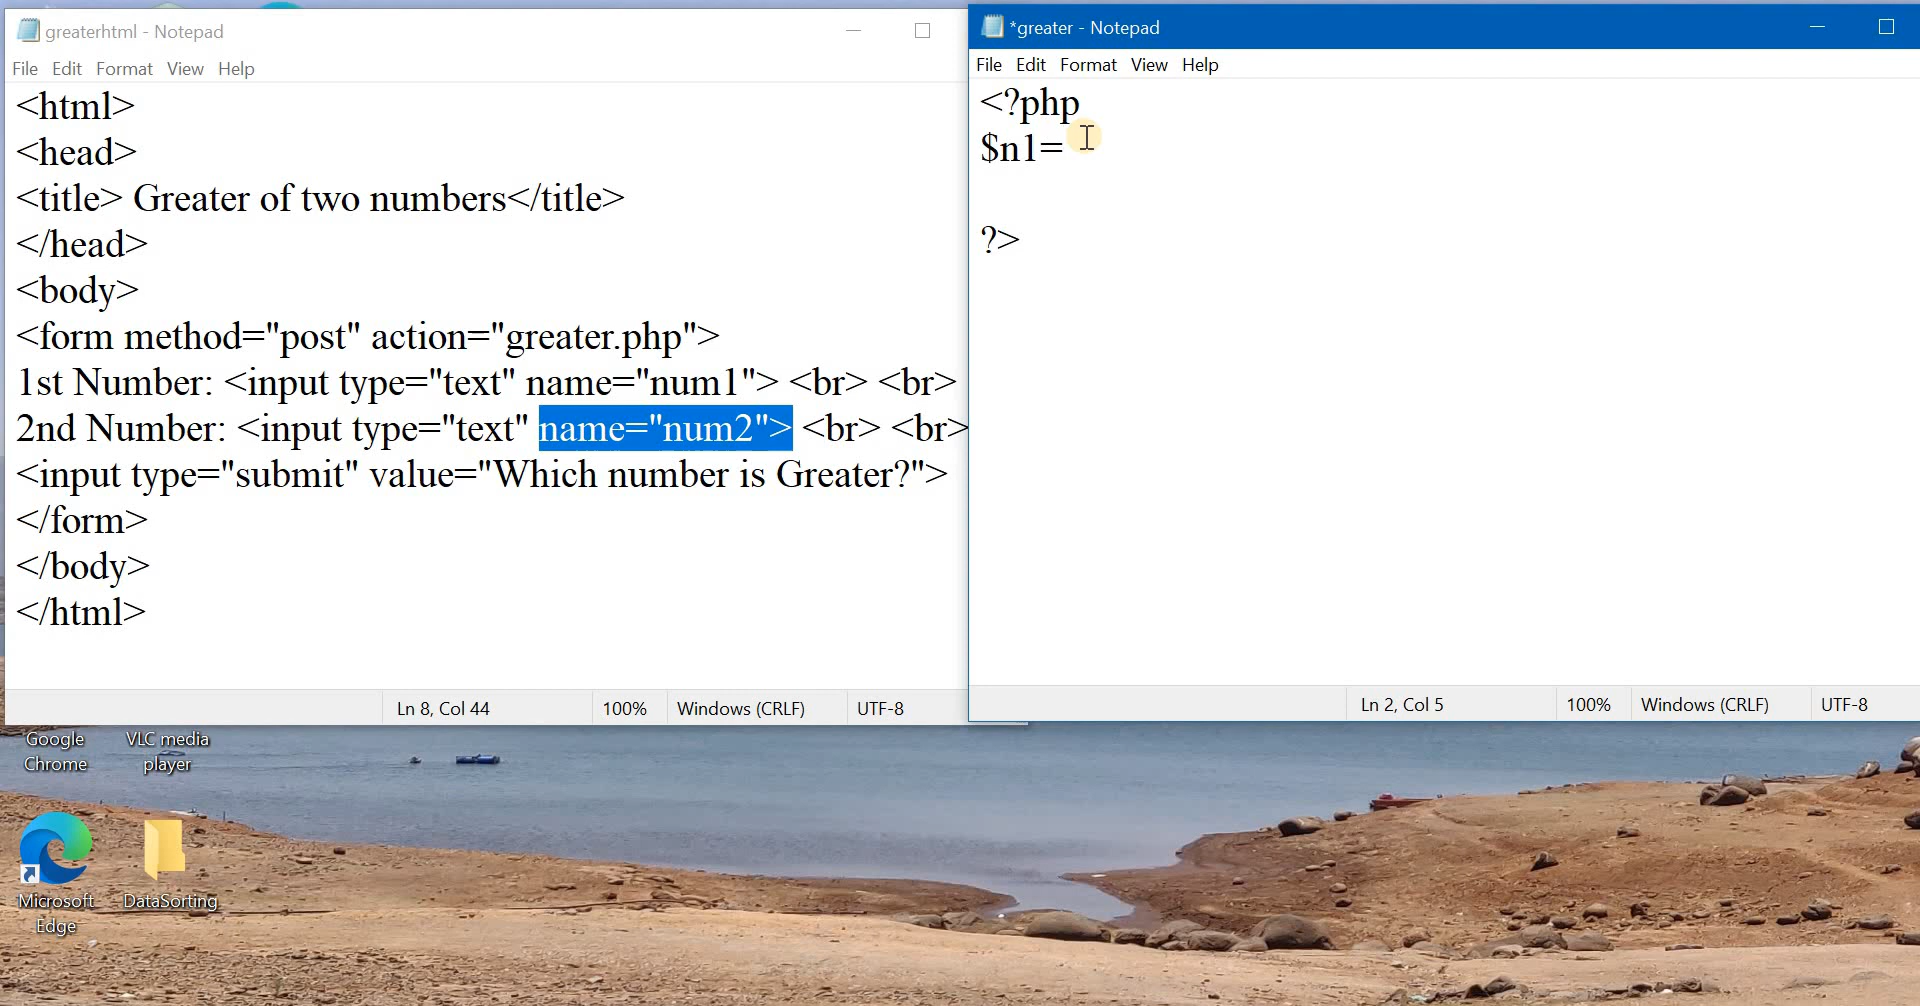 greaterhtml - Notepad
File Edit Format View Help
<html>
<head>
<title> Greater of two numbers</title>
</head>
<body>
<form method="post" action="greater.php">
1st Number: <input type="text" name="num1"> <br> <br>
2nd Number: <input type="text" name="num2"> <br> <br>
<input type="submit" value="Which number is Greater?">
</form>
</body>
</html>
Ln 8, Col 44 100% Windows (CRLF) UTF-8
*greater - Notepad
File Edit Format View Help
<?php
$n1=
?>
Ln 2, Col 5 100% Windows (CRLF) UTF-8
Google Chrome
VLC media player
Microsoft Edge
DataSorting